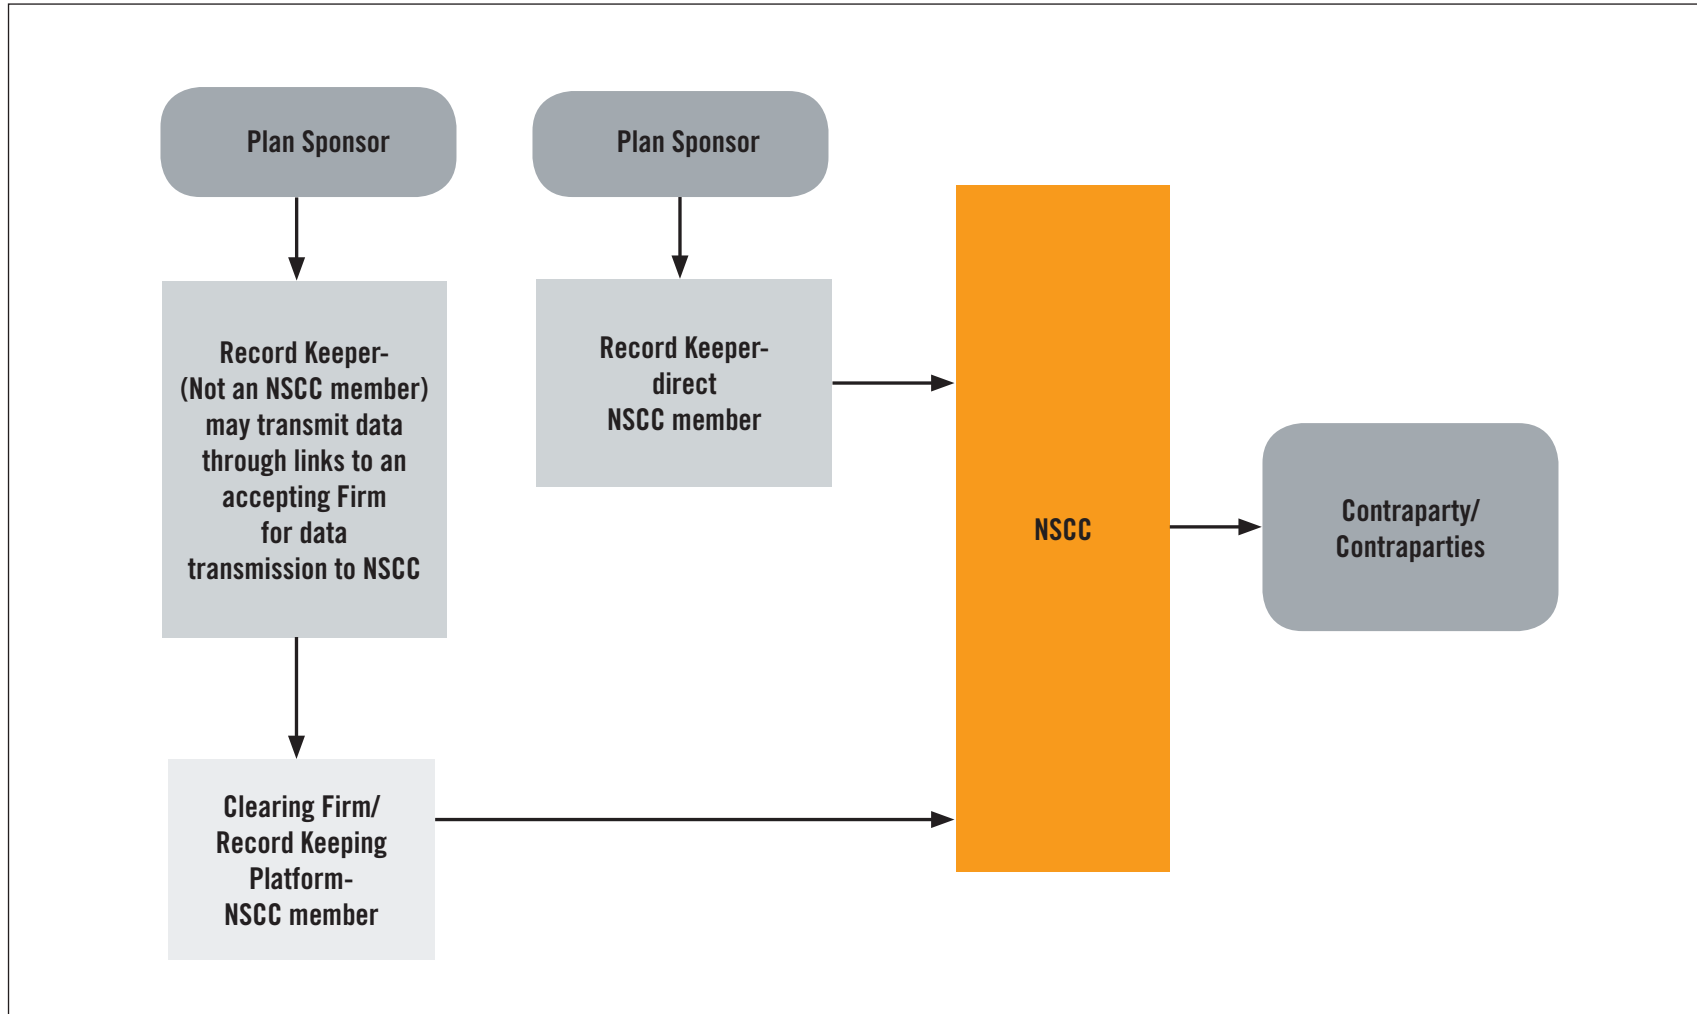 Plan Sponsor
Plan Sponsor
Record Keeper-
(Not an NSCC member)
may transmit data
through links to an
accepting Firm
for data
transmission to NSCC
Record Keeper-
direct
NSCC member
NSCC
Contraparty/
Contraparties
Clearing Firm/
Record Keeping
Platform-
NSCC member